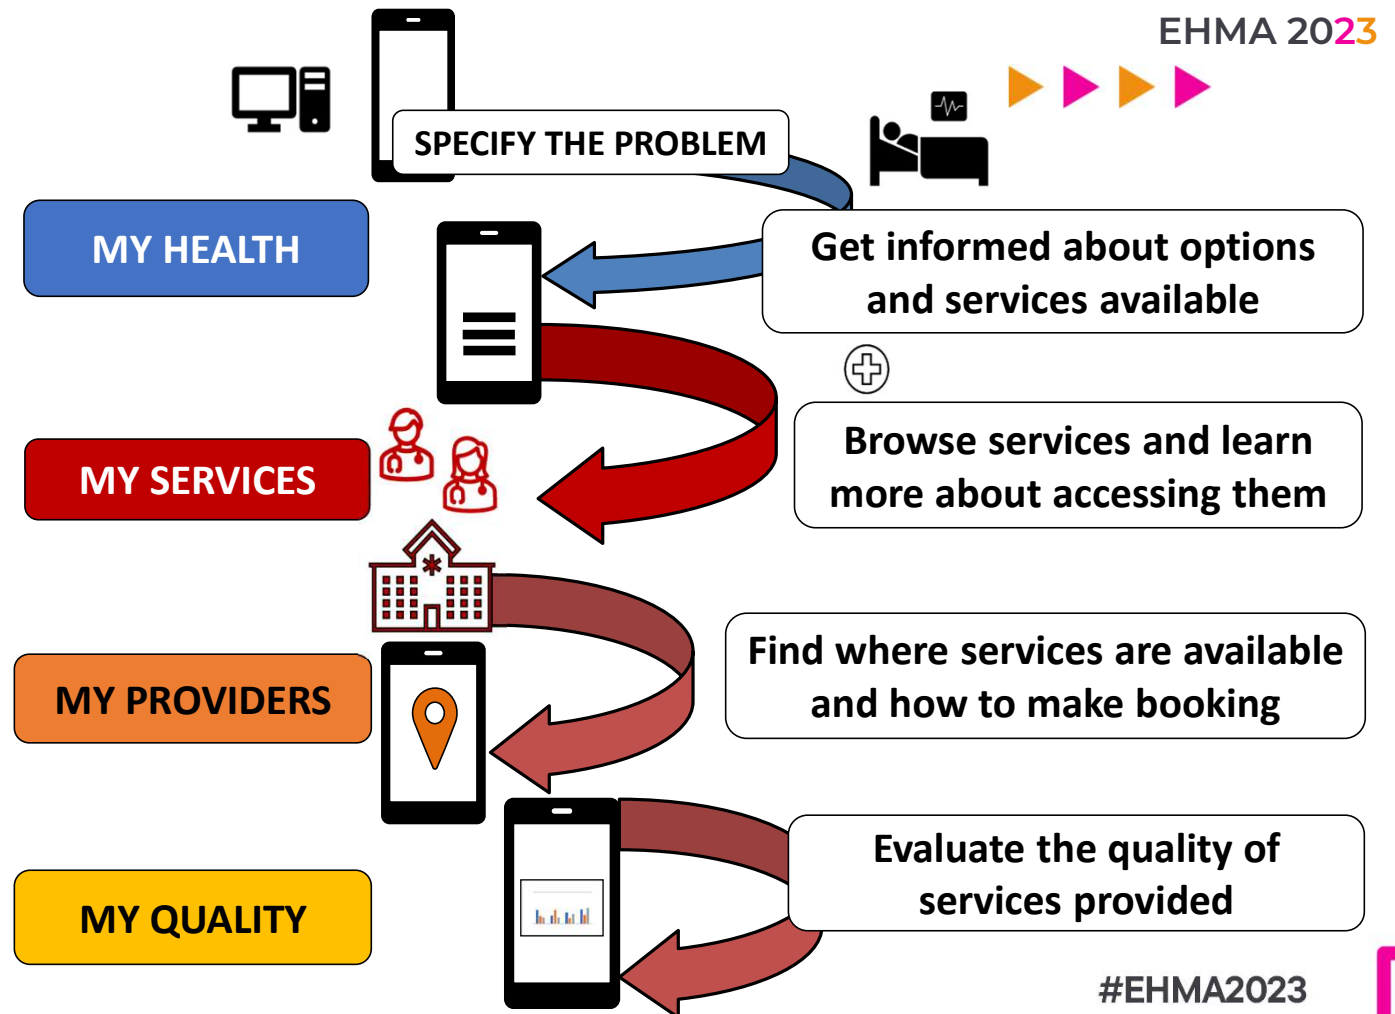 EHMA 2023
SPECIFY THE PROBLEM
MY HEALTH
Get informed about options
and services available
MY SERVICES
Browse services and learn
more about accessing them
MY PROVIDERS
Find where services are available
and how to make booking
MY QUALITY
Evaluate the quality of
services provided
#EHMA2023